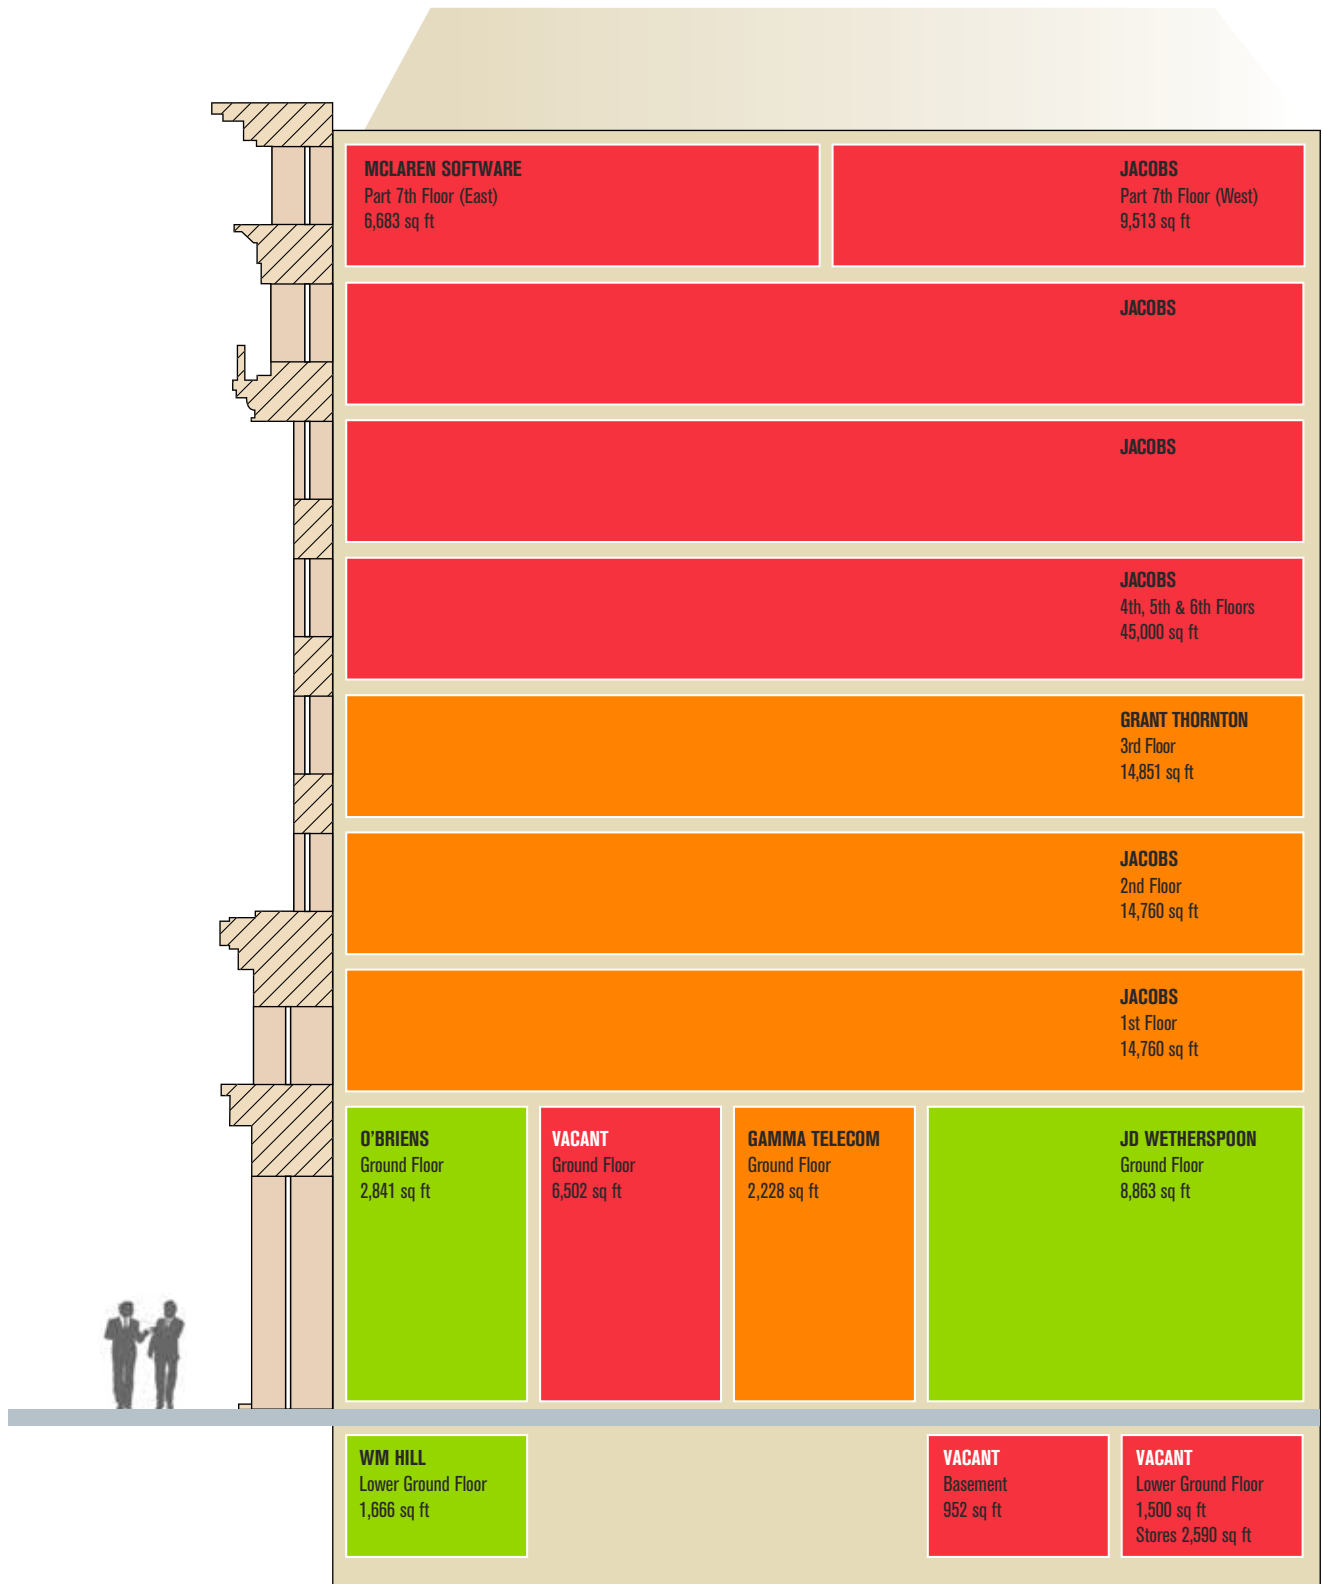 MCLAREN SOFTWARE
Part 7th Floor (East)
6,683 sq ft
JACOBS
Part 7th Floor (West)
9,513 sq ft
JACOBS
JACOBS
JACOBS
4th, 5th & 6th Floors
45,000 sq ft
GRANT THORNTON
3rd Floor
14,851 sq ft
JACOBS
2nd Floor
14,760 sq ft
JACOBS
1st Floor
14,760 sq ft
O’BRIENS
Ground Floor
2,841 sq ft
VACANT
Ground Floor
6,502 sq ft
GAMMA TELECOM
Ground Floor
2,228 sq ft
JD WETHERSPOON
Ground Floor
8,863 sq ft
WM HILL
Lower Ground Floor
1,666 sq ft
VACANT
Basement
952 sq ft
VACANT
Lower Ground Floor
1,500 sq ft
Stores 2,590 sq ft